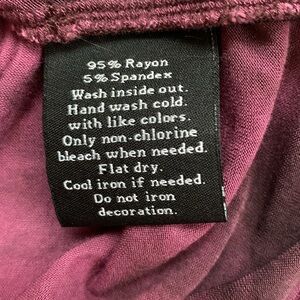 95% Rayon
5% Spandex
Wash inside out.
Hand wash cold.
with like colors.
Only non-chlorine
bleach when needed.
Flat dry.
Cool iron if needed.
Do not iron
decoration.